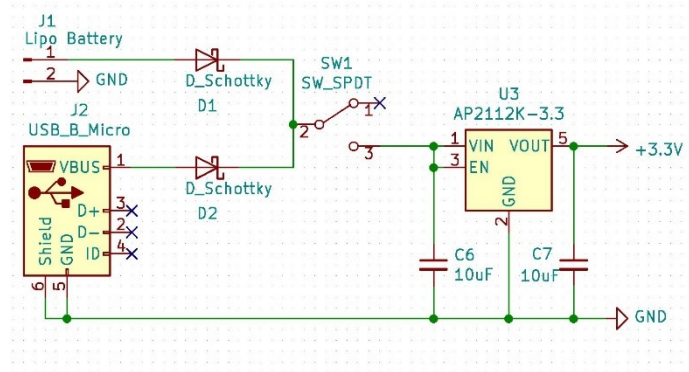 J1
Lipo Battery
1
2
GND
D_Schottky
D1
SW1
SW_SPDT
1
2
3
J2
USB_B_Micro
VBUS
1
D+
3
D-
2
ID
4
Shield
GND
6
5
D_Schottky
D2
U3
AP2112K-3.3
1
VIN
VOUT
5
3
EN
GND
2
+3.3V
C6
10uF
C7
10uF
GND